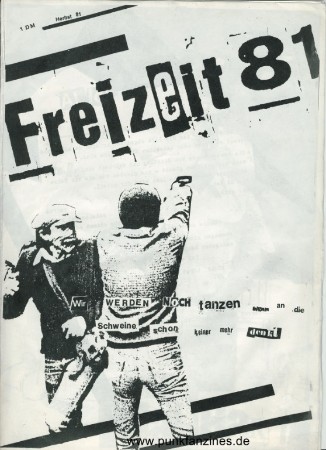 1 DM Herbst 81
Freizeit 81
WIR WERDEN NOCH tanzen wenn an die
Schweine schon keiner mehr denkt
www.punkfanzines.de